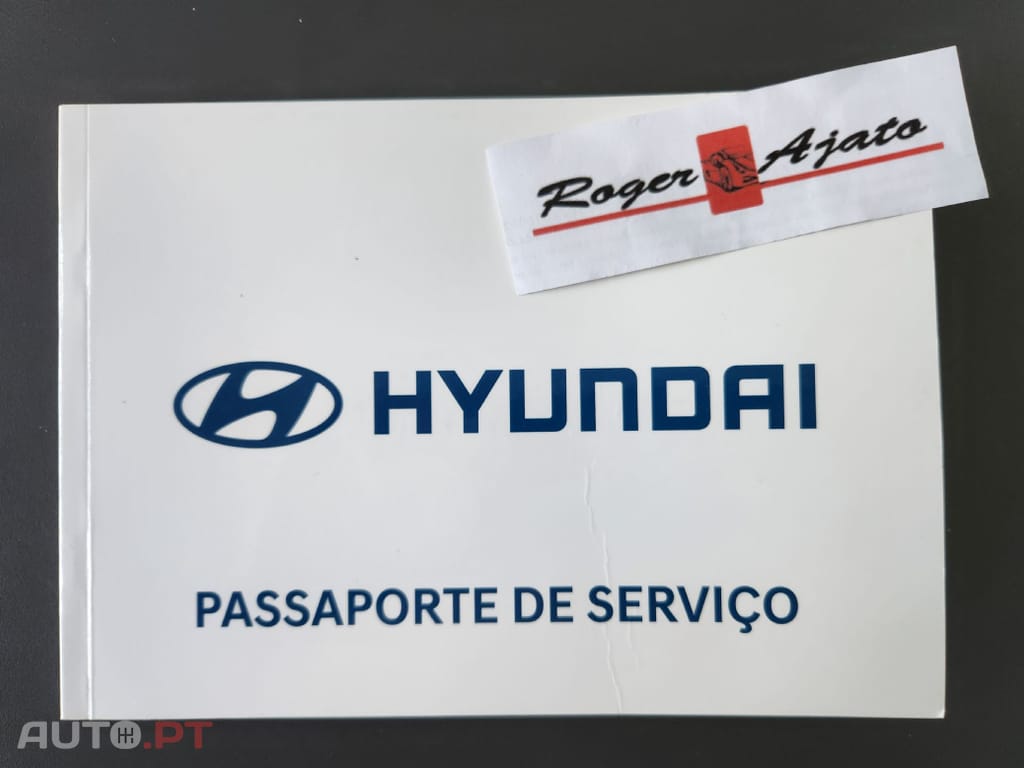 Roger Ajato
HYUNDAI
PASSAPORTE DE SERVIÇO
AUTO.PT